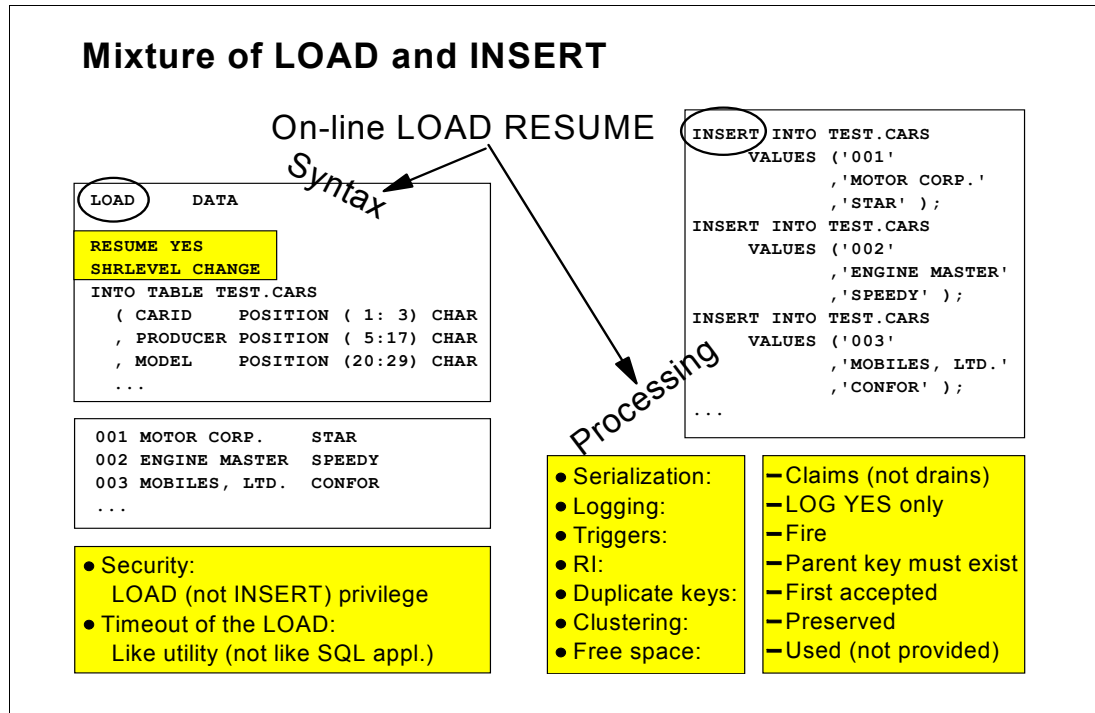 Mixture of LOAD and INSERT
On-line LOAD RESUME
Syntax
LOAD DATA
RESUME YES
SHRLEVEL CHANGE
INTO TABLE TEST.CARS
( CARID POSITION ( 1: 3) CHAR
, PRODUCER POSITION ( 5:17) CHAR
, MODEL POSITION (20:29) CHAR
...
001 MOTOR CORP. STAR
002 ENGINE MASTER SPEEDY
003 MOBILES, LTD. CONFOR
...
● Security:
LOAD (not INSERT) privilege
● Timeout of the LOAD:
Like utility (not like SQL appl.)
INSERT INTO TEST.CARS
VALUES ('001'
,'MOTOR CORP.'
,'STAR' );
INSERT INTO TEST.CARS
VALUES ('002'
,'ENGINE MASTER'
,'SPEEDY' );
INSERT INTO TEST.CARS
VALUES ('003'
,'MOBILES, LTD.'
,'CONFOR' );
...
Processing
● Serialization: – Claims (not drains)
● Logging: – LOG YES only
● Triggers: – Fire
● RI: – Parent key must exist
● Duplicate keys: – First accepted
● Clustering: – Preserved
● Free space: – Used (not provided)